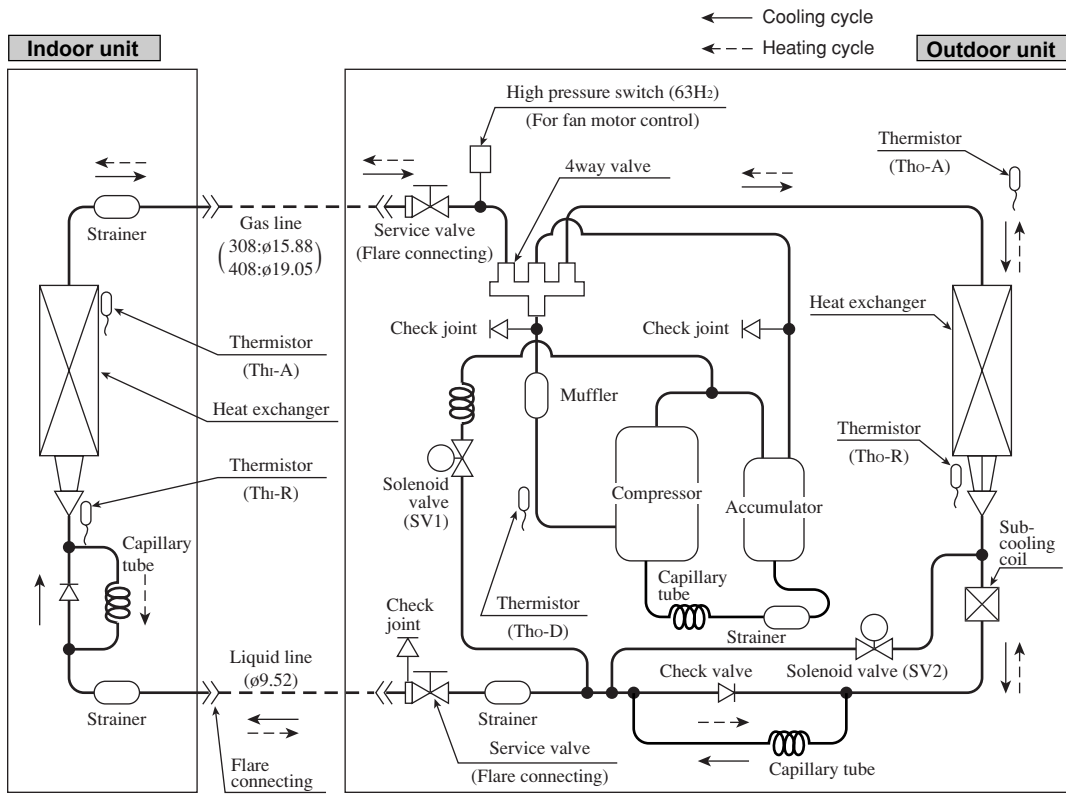 Cooling cycle
Heating cycle
Indoor unit
Outdoor unit
High pressure switch (63H₂)
(For fan motor control)
Thermistor
(Tho-A)
4way valve
Strainer
Gas line
(308:ø15.88
408:ø19.05)
Service valve
(Flare connecting)
Heat exchanger
Check joint
Check joint
Thermistor
(Thı-A)
Muffler
Heat exchanger
Thermistor
(Tho-R)
Thermistor
(Thı-R)
Solenoid
valve
(SV1)
Compressor
Accumulator
Sub-
cooling
coil
Capillary
tube
Capillary
tube
Check
joint
Thermistor
(Tho-D)
Strainer
Liquid line
(ø9.52)
Check valve
Solenoid valve (SV2)
Strainer
Strainer
Service valve
(Flare connecting)
Capillary tube
Flare
connecting